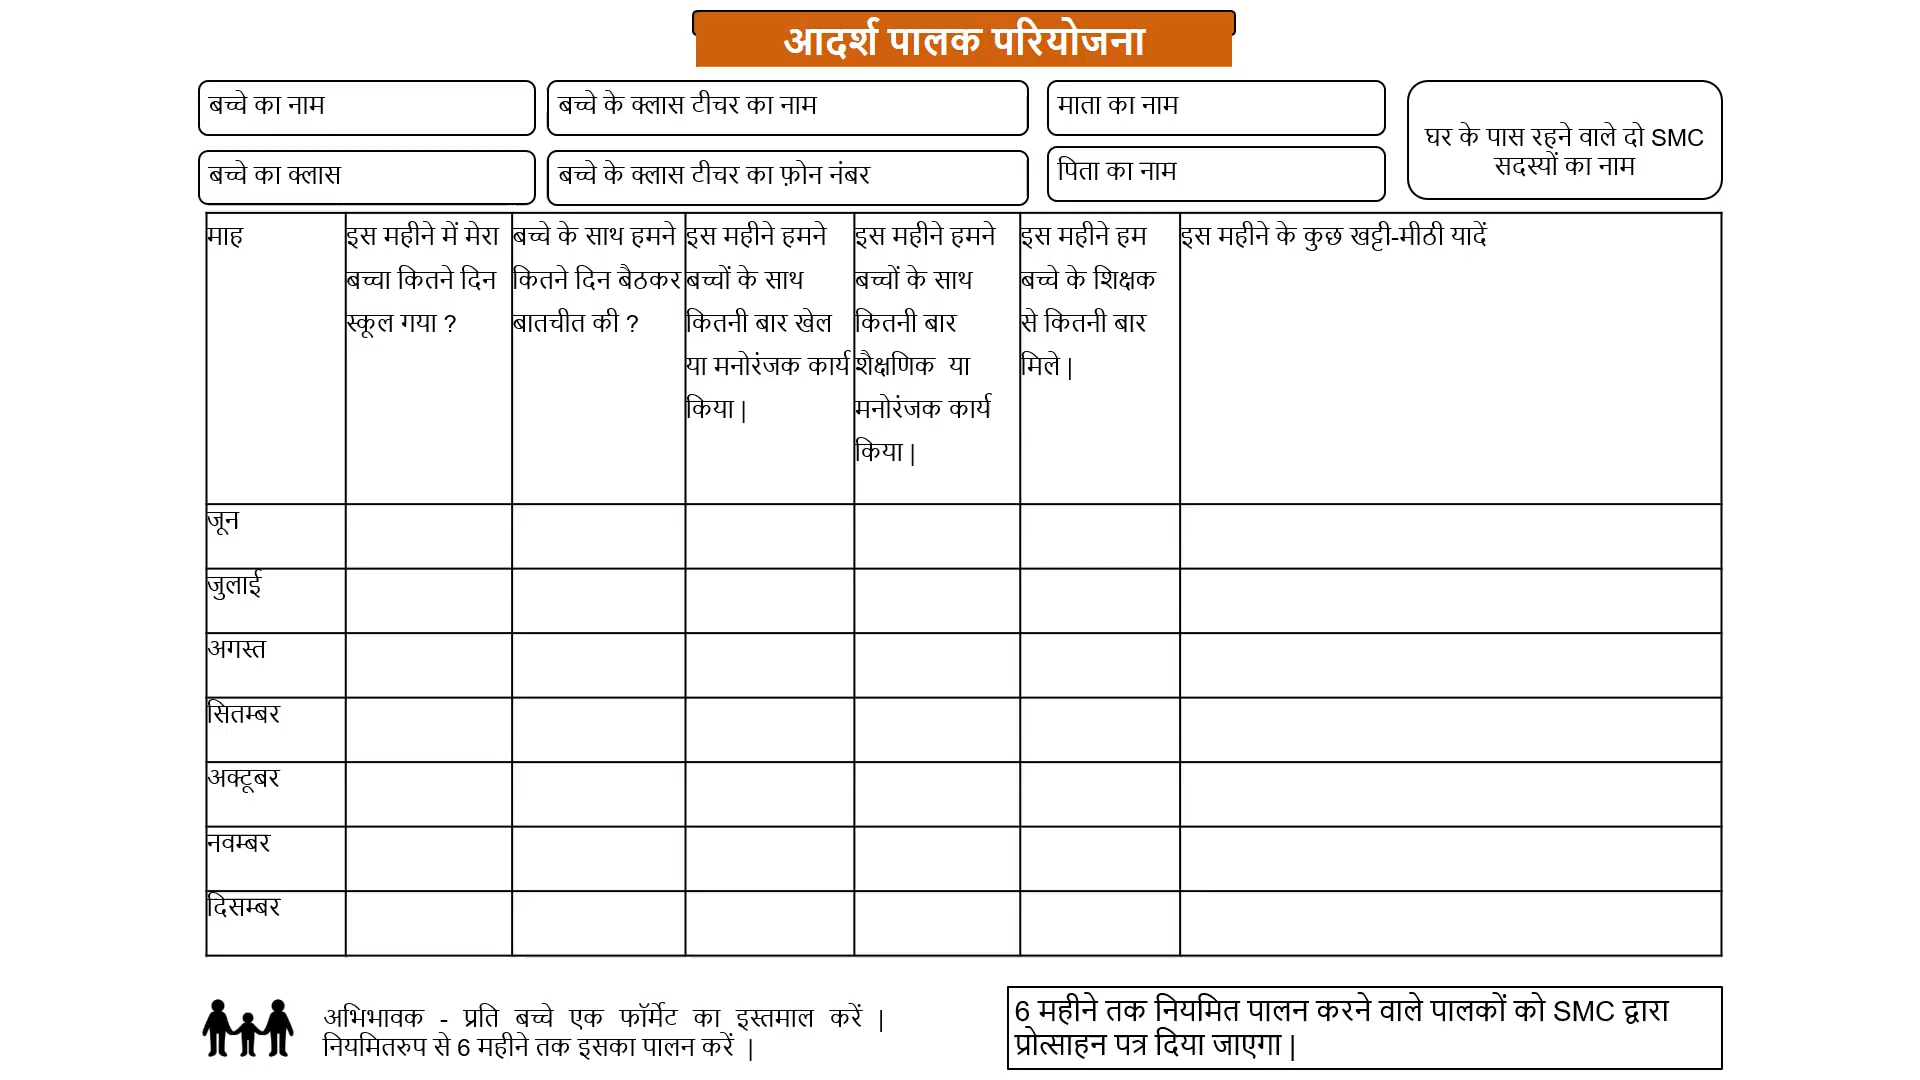 आदर्श पालक परियोजना
बच्चे का नाम
बच्चे के क्लास टीचर का नाम
माता का नाम
घर के पास रहने वाले दो SMC
सदस्यों का नाम
बच्चे का क्लास
बच्चे के क्लास टीचर का फ़ोन नंबर
पिता का नाम
माह
इस महीने में मेरा
बच्चा कितने दिन
स्कूल गया ?
बच्चे के साथ हमने
कितने दिन बैठकर
बातचीत की ?
इस महीने हमने
बच्चों के साथ
कितनी बार खेल
या मनोरंजक कार्य
किया |
इस महीने हमने
बच्चों के साथ
कितनी बार
शैक्षणिक या
मनोरंजक कार्य
किया |
इस महीने हम
बच्चे के शिक्षक
से कितनी बार
मिले |
इस महीने के कुछ खट्टी-मीठी यादें
जून
जुलाई
अगस्त
सितम्बर
अक्टूबर
नवम्बर
दिसम्बर
अभिभावक - प्रति बच्चे एक फॉर्मेट का इस्तमाल करें |
नियमितरुप से 6 महीने तक इसका पालन करें |
6 महीने तक नियमित पालन करने वाले पालकों को SMC द्वारा
प्रोत्साहन पत्र दिया जाएगा |